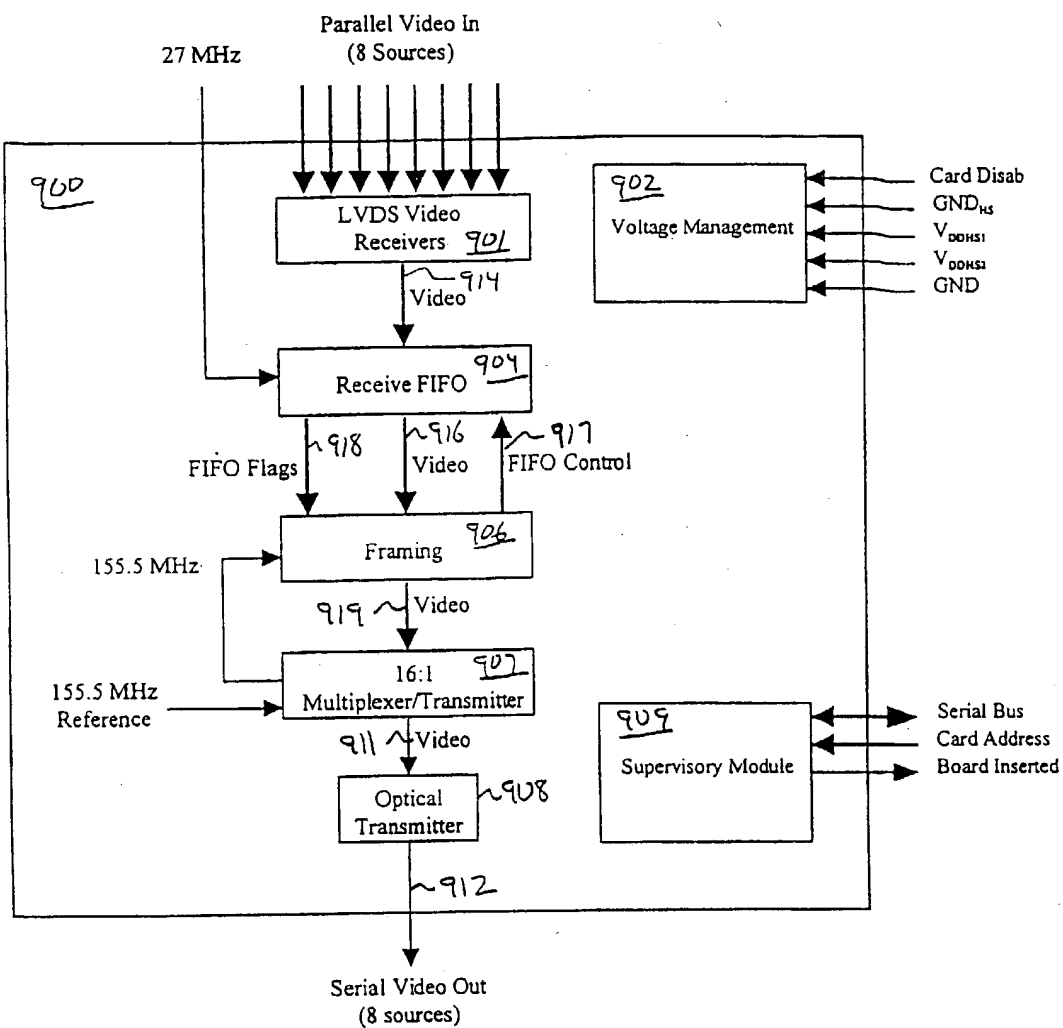 Parallel Video In
(8 Sources)
27 MHz
900
LVDS Video
Receivers 901
902
Voltage Management
Card Disab
GND_HS
V_DDHS1
V_DDHS2
GND
914
Video
904
Receive FIFO
918
916
917
FIFO Flags
Video
FIFO Control
906
Framing
155.5 MHz
919
Video
907
16:1
Multiplexer/Transmitter
155.5 MHz
Reference
911
Video
908
Optical
Transmitter
909
Supervisory Module
Serial Bus
Card Address
Board Inserted
912
Serial Video Out
(8 sources)